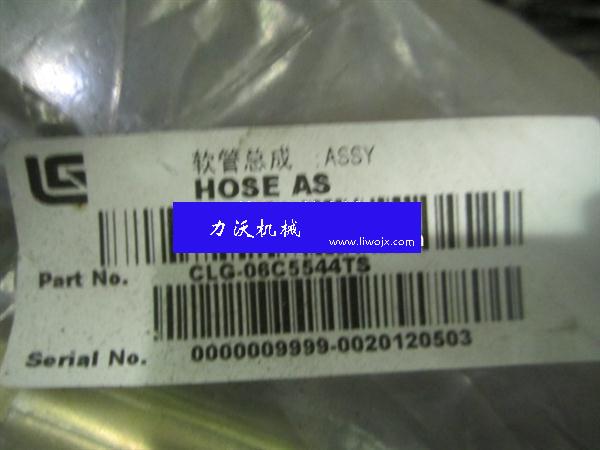 LG
软管总成 :ASSY
HOSE AS
力沃机械
www.liwojx.com
Part No. CLG-06C5544TS
Serial No. 0000009999-0020120503